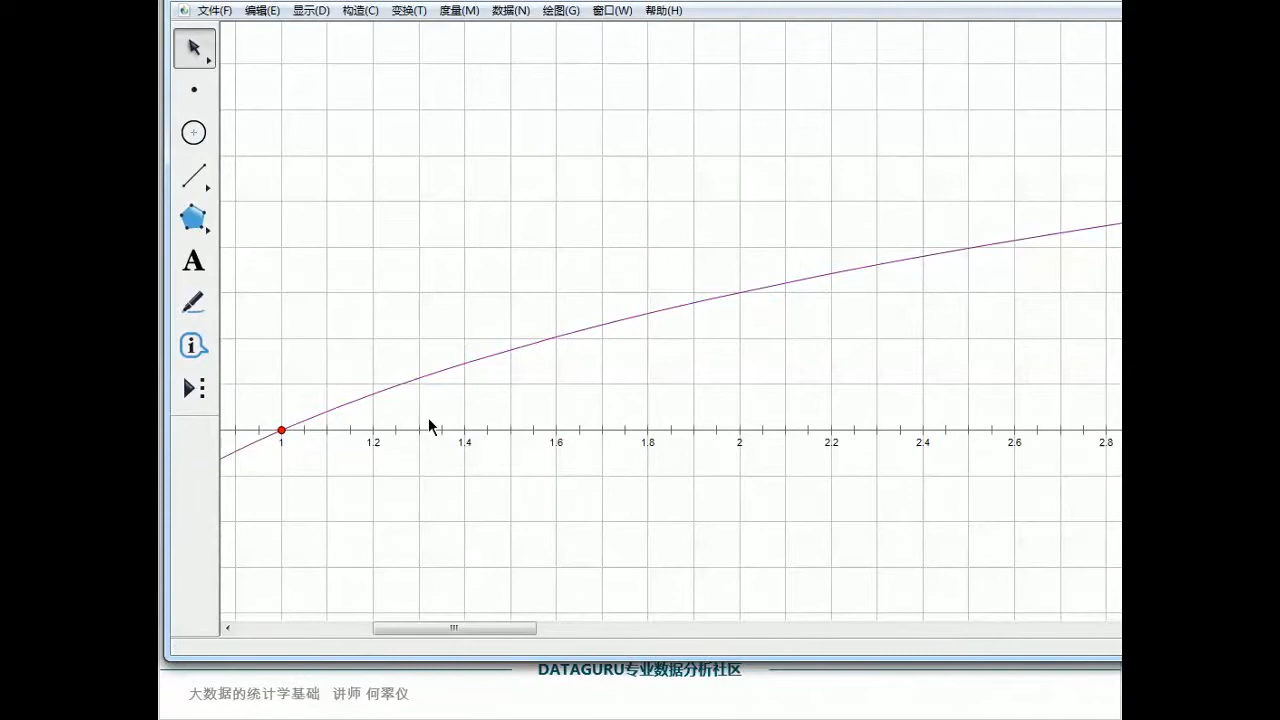 文件(F) 编辑(E) 显示(D) 构造(C) 变换(T) 度量(M) 数据(N) 绘图(G) 窗口(W) 帮助(H)
A
1 1.2 1.4 1.6 1.8 2 2.2 2.4 2.6 2.8
DATAGURU专业数据分析社区
大数据的统计学基础 讲师 何翠仪